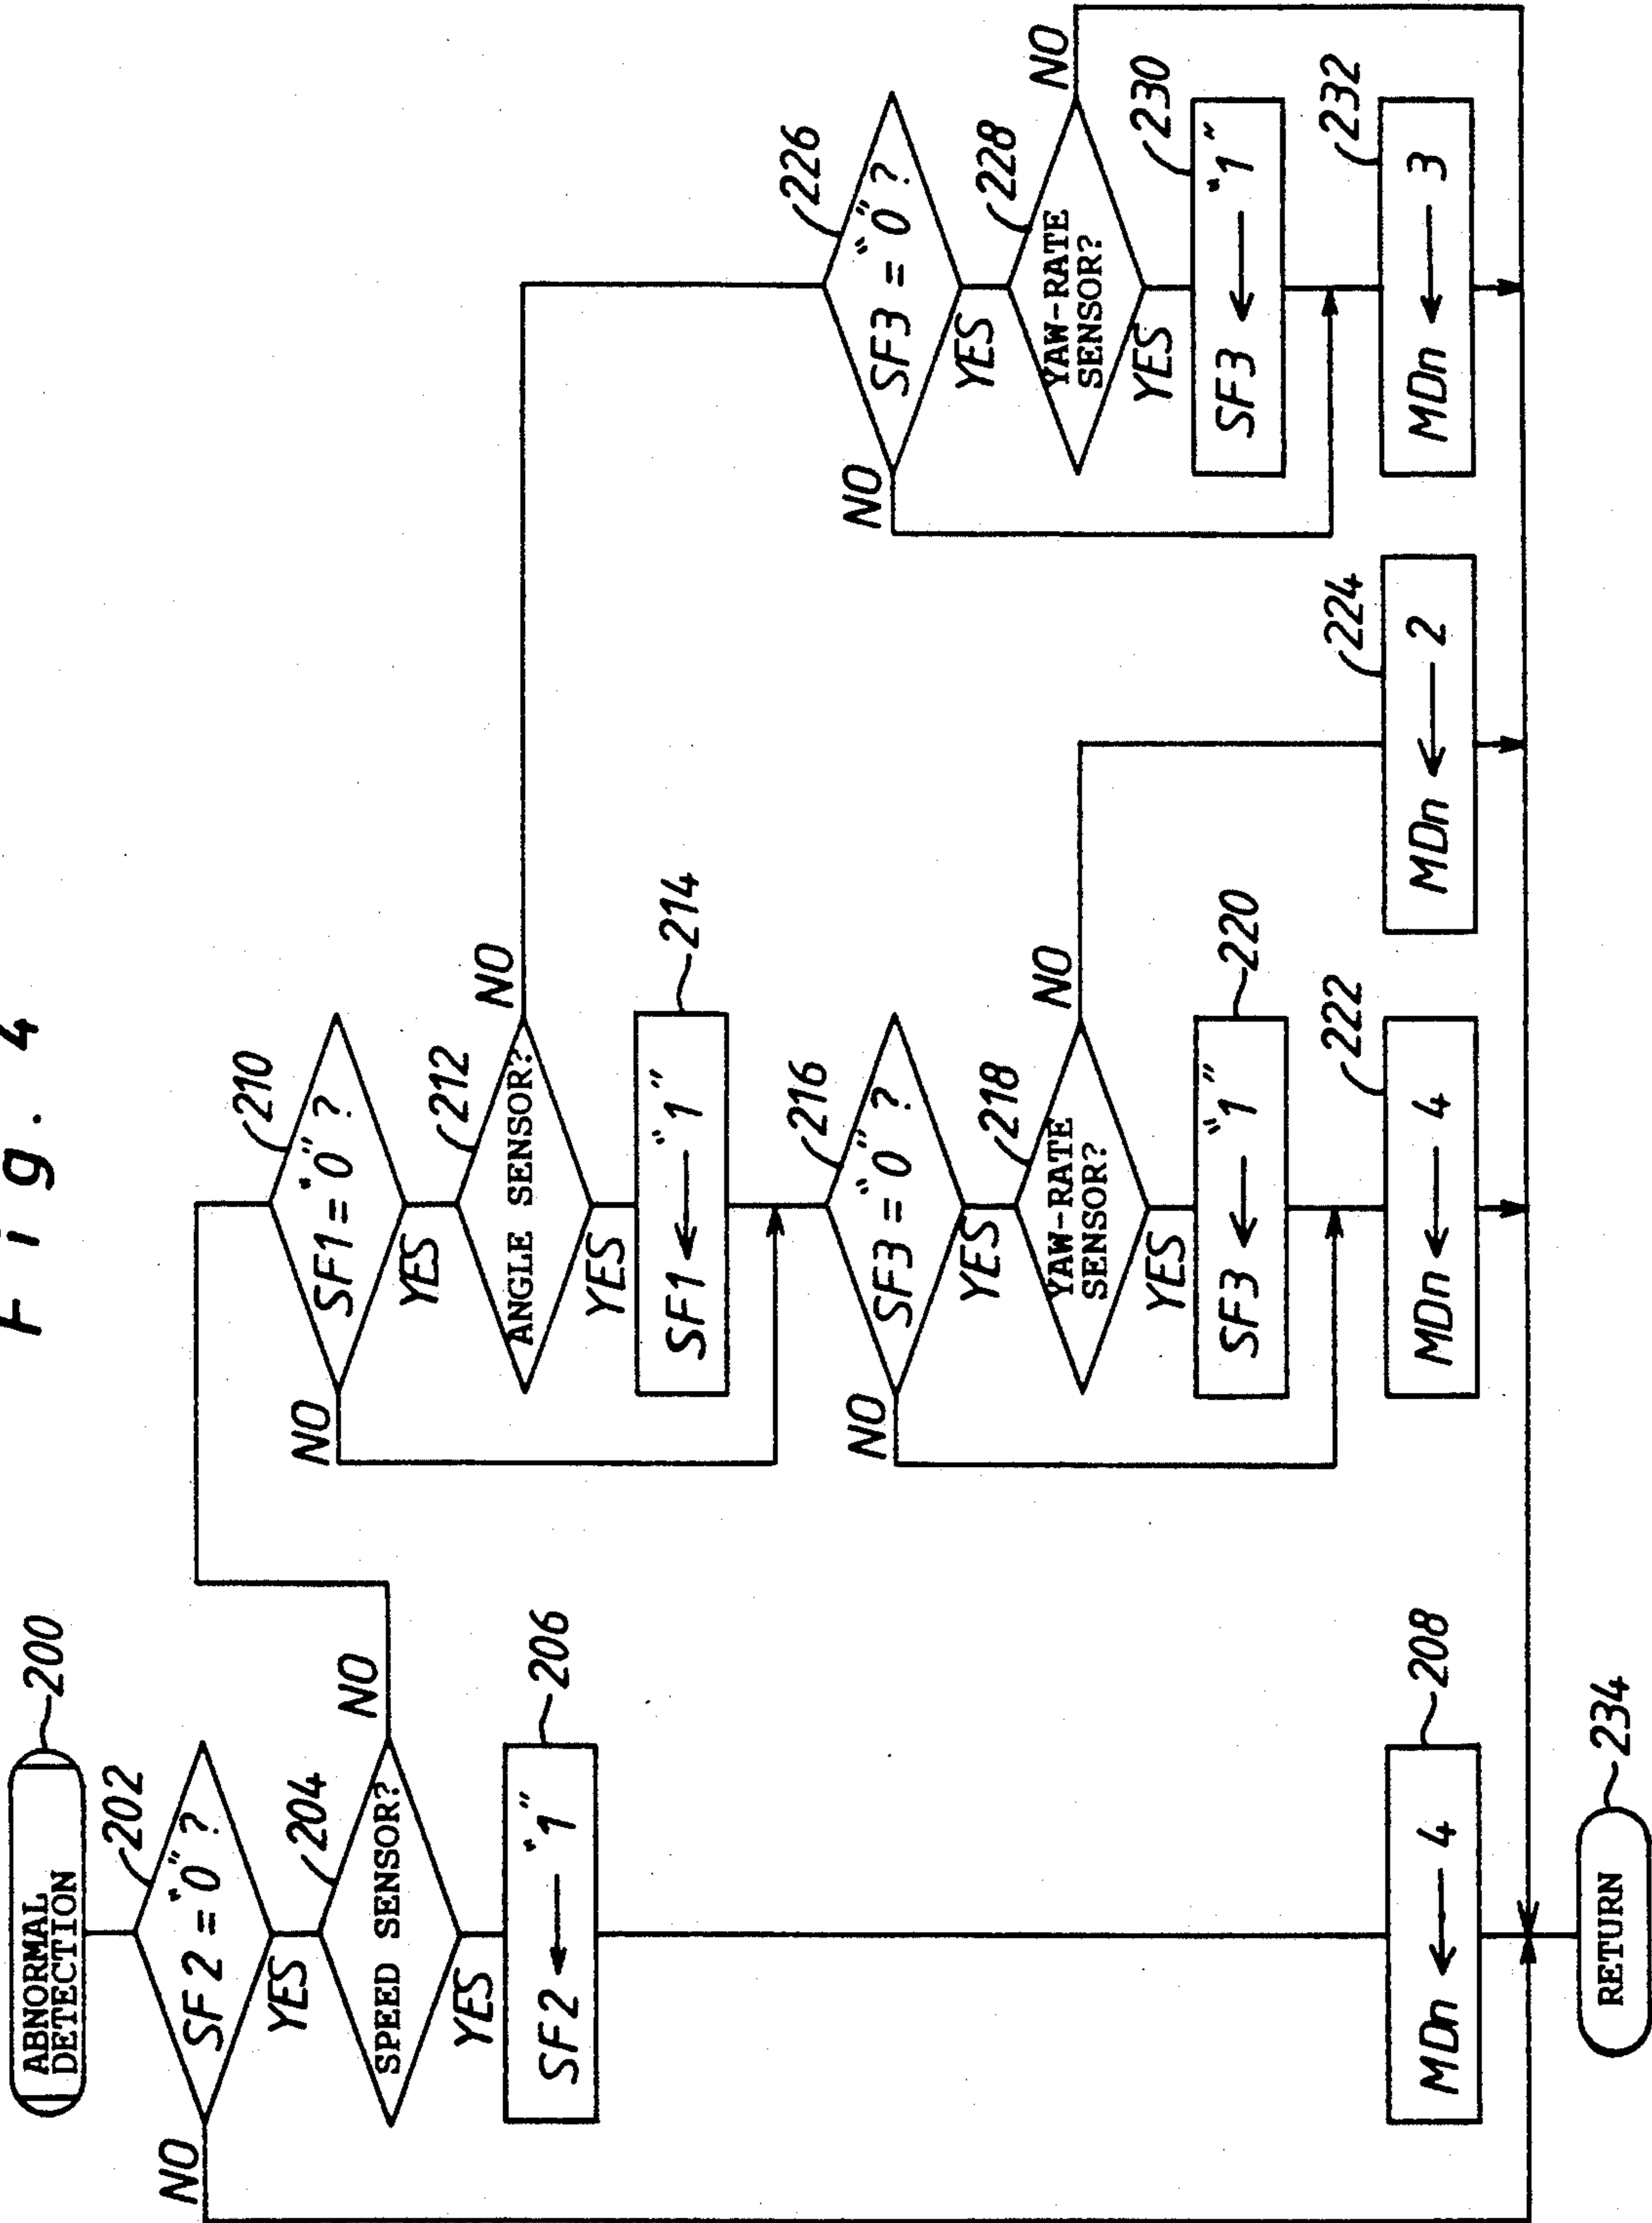 Fig. 4
ABNORMAL
DETECTION
200
SF2 = "0" ?
202
NO
YES
SPEED SENSOR?
204
NO
YES
SF2 ← "1"
206
MDn ← 4
208
SF1 = "0" ?
210
NO
YES
ANGLE SENSOR?
212
NO
YES
SF1 ← "1"
214
SF3 = "0" ?
216
NO
YES
YAW-RATE
SENSOR?
218
NO
YES
SF3 ← "1"
220
MDn ← 4
222
MDn ← 2
224
SF3 = "0" ?
226
NO
YES
YAW-RATE
SENSOR?
228
NO
YES
SF3 ← "1"
230
MDn ← 3
232
RETURN
234